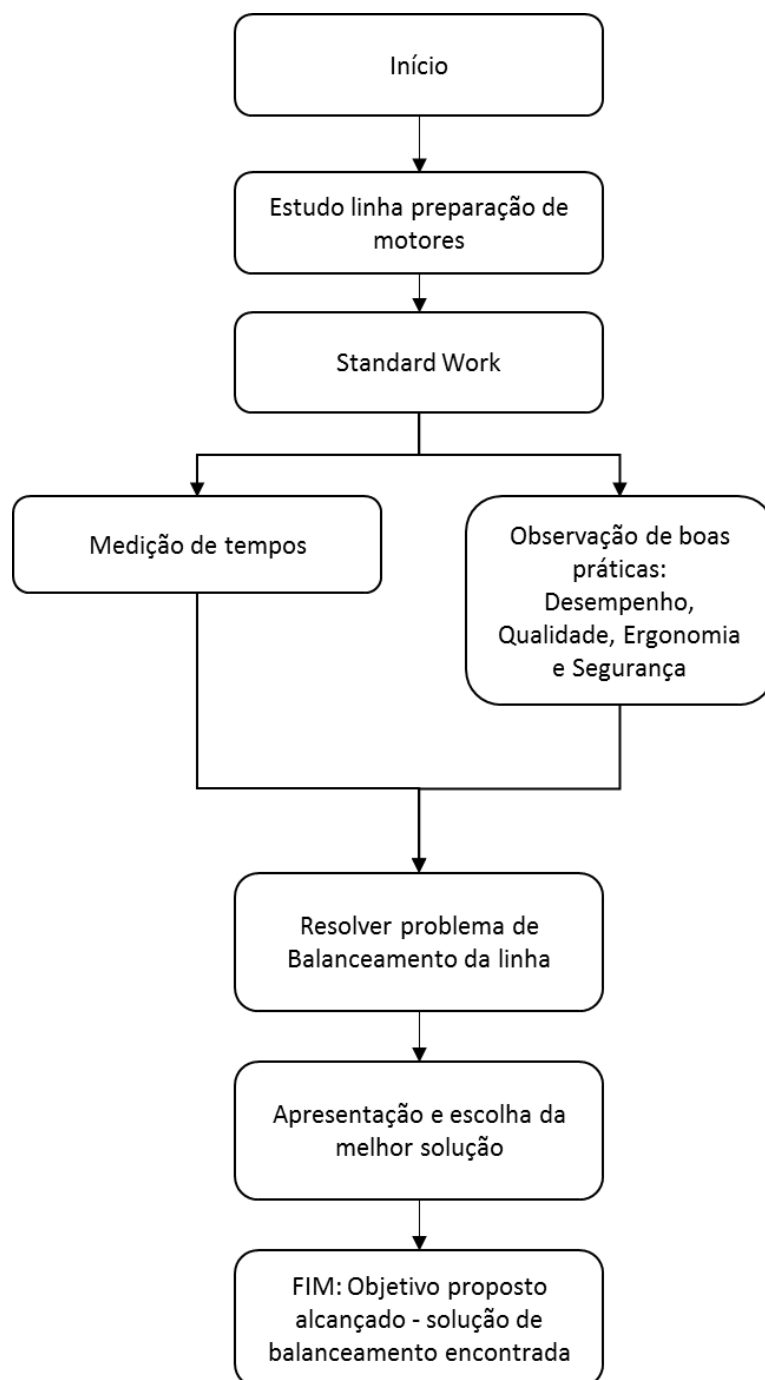 Início
Estudo linha preparação de
motores
Standard Work
Medição de tempos
Observação de boas
práticas:
Desempenho,
Qualidade, Ergonomia
e Segurança
Resolver problema de
Balanceamento da linha
Apresentação e escolha da
melhor solução
FIM: Objetivo proposto
alcançado - solução de
balanceamento encontrada